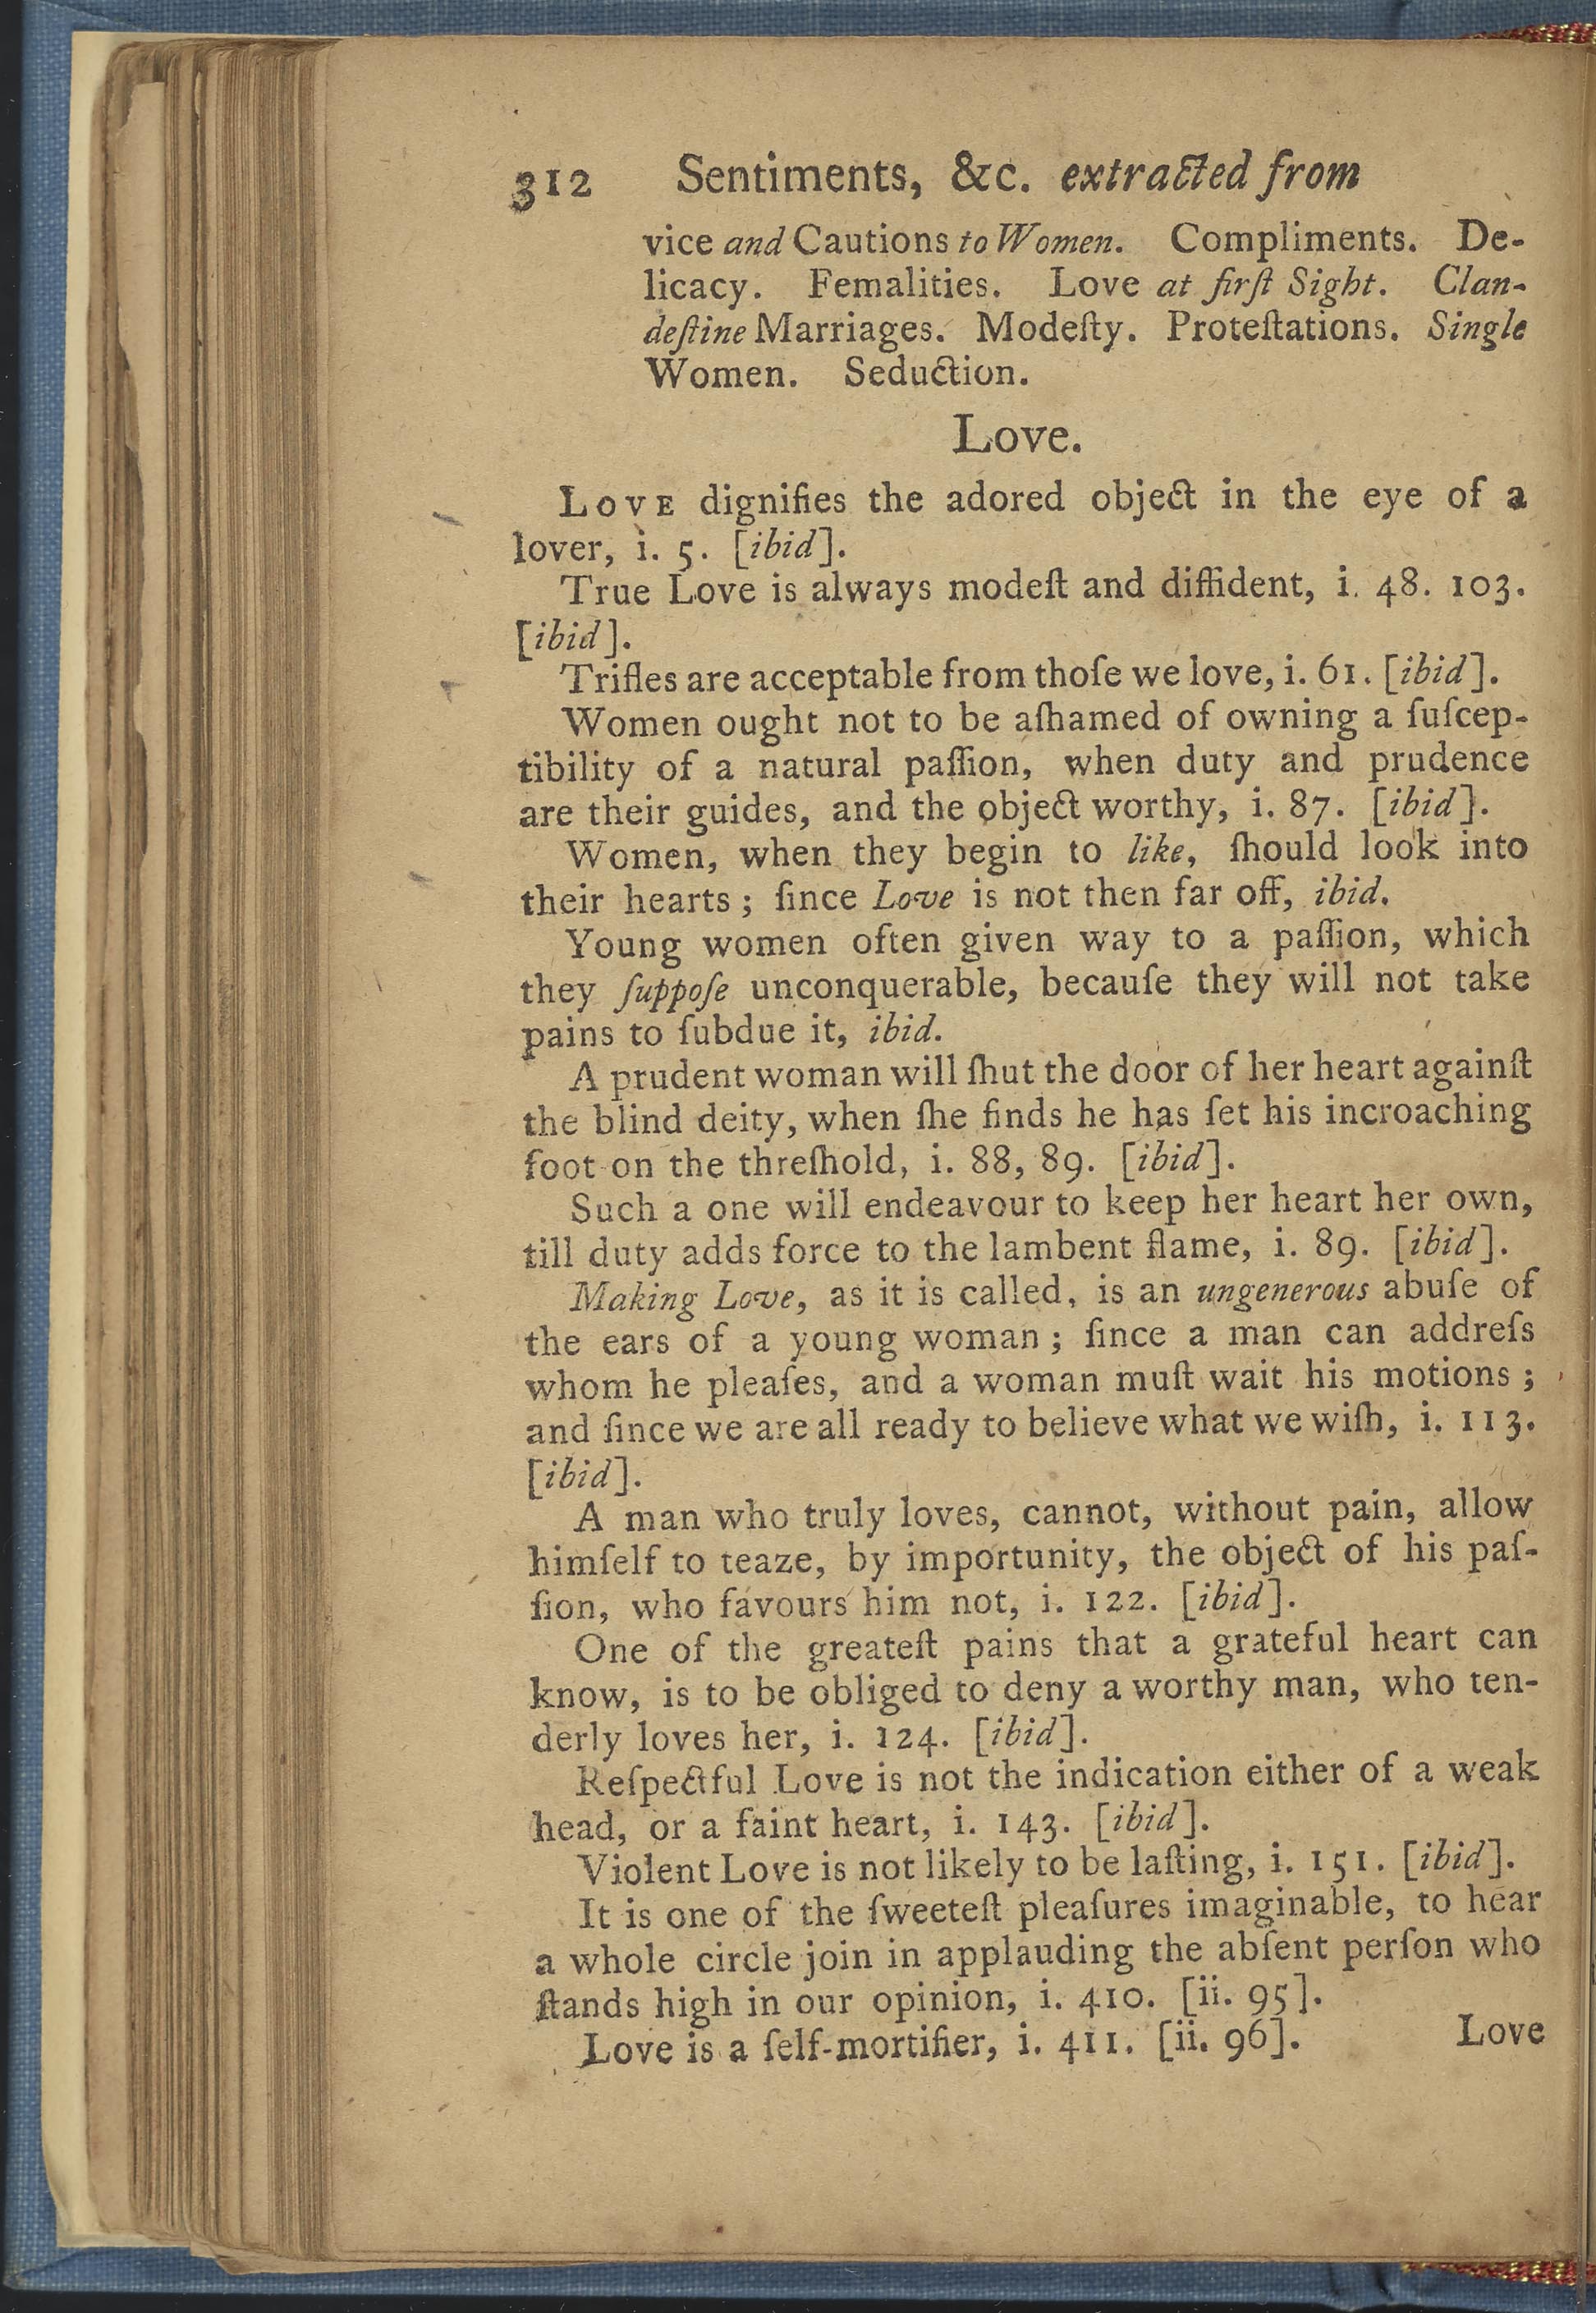 312 Sentiments, &c. extracted from
vice and Cautions to Women. Compliments. De-
licacy. Femalities. Love at firſt Sight. Clan-
deſtine Marriages. Modeſty. Proteſtations. Single
Women. Seduction.
Love.
LOVE dignifies the adored object in the eye of a
lover, i. 5. [ibid].
True Love is always modeſt and diffident, i. 48. 103.
[ibid].
Trifles are acceptable from thoſe we love, i. 61. [ibid].
Women ought not to be aſhamed of owning a ſuſcep-
tibility of a natural paſſion, when duty and prudence
are their guides, and the object worthy, i. 87. [ibid].
Women, when they begin to like, ſhould look into
their hearts; ſince Love is not then far off, ibid.
Young women often given way to a paſſion, which
they ſuppoſe unconquerable, becauſe they will not take
pains to ſubdue it, ibid.
A prudent woman will ſhut the door of her heart againſt
the blind deity, when ſhe finds he has ſet his incroaching
foot on the threſhold, i. 88, 89. [ibid].
Such a one will endeavour to keep her heart her own,
till duty adds force to the lambent flame, i. 89. [ibid].
Making Love, as it is called, is an ungenerous abuſe of
the ears of a young woman; ſince a man can addreſs
whom he pleaſes, and a woman muſt wait his motions;
and ſince we are all ready to believe what we wiſh, i. 113.
[ibid].
A man who truly loves, cannot, without pain, allow
himſelf to teaze, by importunity, the object of his paſ-
ſion, who favours him not, i. 122. [ibid].
One of the greateſt pains that a grateful heart can
know, is to be obliged to deny a worthy man, who ten-
derly loves her, i. 124. [ibid].
Reſpectful Love is not the indication either of a weak
head, or a faint heart, i. 143. [ibid].
Violent Love is not likely to be laſting, i. 151. [ibid].
It is one of the ſweeteſt pleaſures imaginable, to hear
a whole circle join in applauding the abſent perſon who
ſtands high in our opinion, i. 410. [ii. 95].
Love is a ſelf-mortifier, i. 411. [ii. 96].
Love